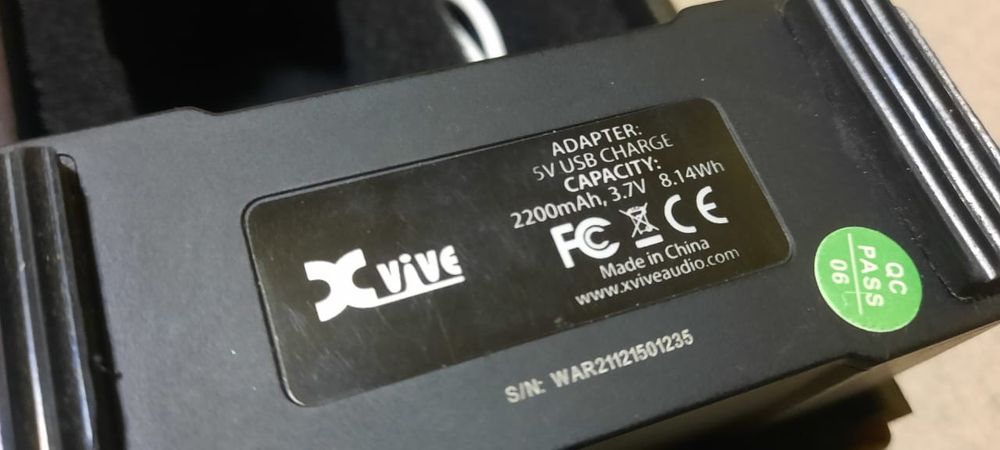 ADAPTER:
5V USB CHARGE
CAPACITY:
2200mAh, 3.7V 8.14Wh
FC CE
Made in China
www.xviveaudio.com
XVIVE
S/N: WAR21121501235
QC
PASS
06